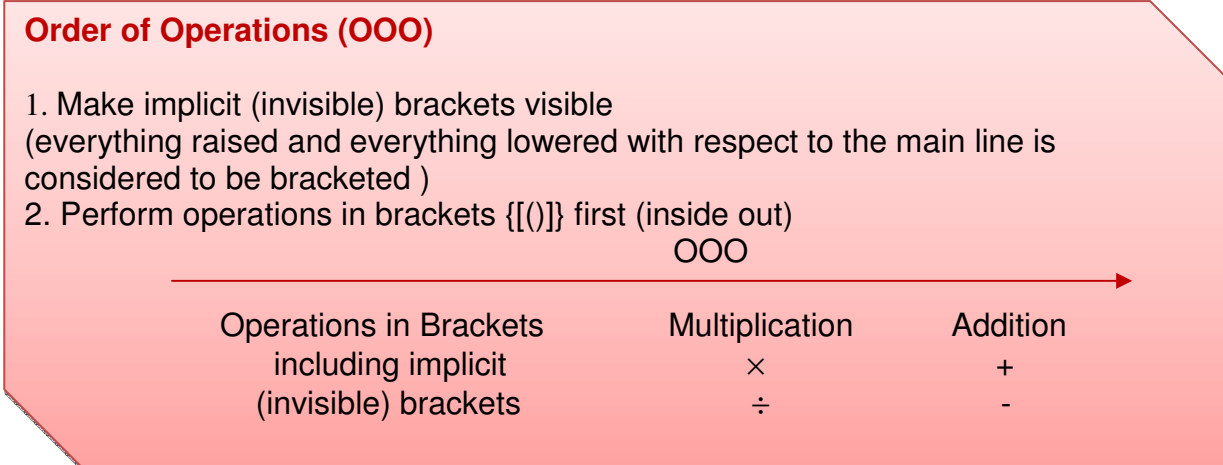 Order of Operations (OOO)
1. Make implicit (invisible) brackets visible
(everything raised and everything lowered with respect to the main line is
considered to be bracketed )
2. Perform operations in brackets {[()]} first (inside out)
OOO
Operations in Brackets Multiplication Addition
including implicit × +
(invisible) brackets ÷ -